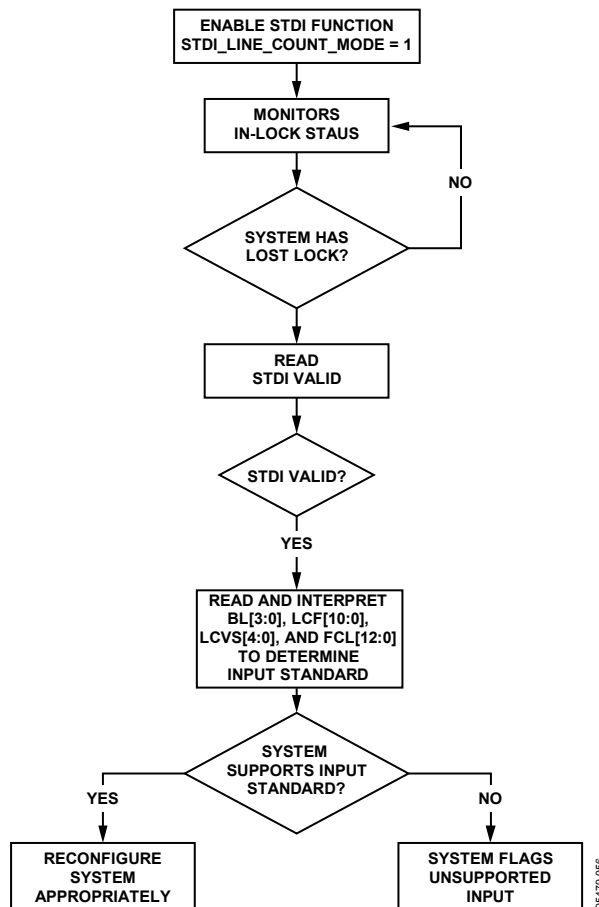 ENABLE STDI FUNCTION
STDI_LINE_COUNT_MODE = 1
MONITORS
IN-LOCK STAUS
NO
SYSTEM HAS
LOST LOCK?
READ
STDI VALID
STDI VALID?
YES
READ AND INTERPRET
BL[3:0], LCF[10:0],
LCVS[4:0], AND FCL[12:0]
TO DETERMINE
INPUT STANDARD
SYSTEM
SUPPORTS INPUT
STANDARD?
YES
NO
RECONFIGURE
SYSTEM
APPROPRIATELY
SYSTEM FLAGS
UNSUPPORTED
INPUT